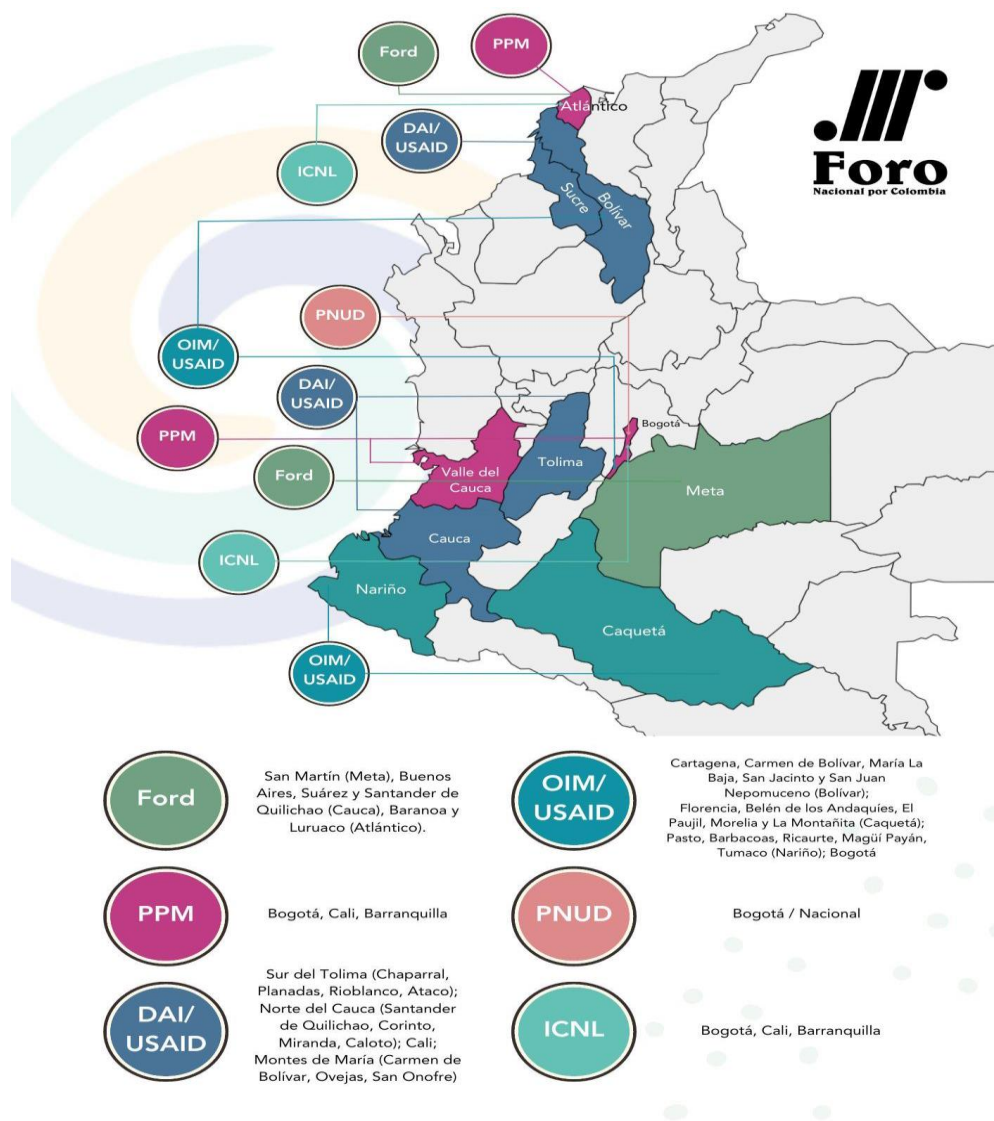 Ford
PPM
Atlántico
DAI/
USAID
ICNL
Foro
Nacional por Colombia
Sucre
Bolívar
PNUD
OIM/
USAID
DAI/
USAID
PPM
Bogotá
Ford
Valle del
Cauca
Tolima
Meta
Cauca
ICNL
Nariño
Caquetá
OIM/
USAID
Ford
San Martín (Meta), Buenos
Aires, Suárez y Santander de
Quilichao (Cauca), Baranoa y
Luruaco (Atlántico).
OIM/
USAID
Cartagena, Carmen de Bolívar, María La
Baja, San Jacinto y San Juan
Nepomuceno (Bolívar);
Florencia, Belén de los Andaquíes, El
Paujil, Morelia y La Montañita (Caquetá);
Pasto, Barbacoas, Ricaurte, Magüí Payán,
Tumaco (Nariño); Bogotá
PPM
Bogotá, Cali, Barranquilla
PNUD
Bogotá / Nacional
DAI/
USAID
Sur del Tolima (Chaparral,
Planadas, Rioblanco, Ataco);
Norte del Cauca (Santander
de Quilichao, Corinto,
Miranda, Caloto); Cali;
Montes de María (Carmen de
Bolívar, Ovejas, San Onofre)
ICNL
Bogotá, Cali, Barranquilla